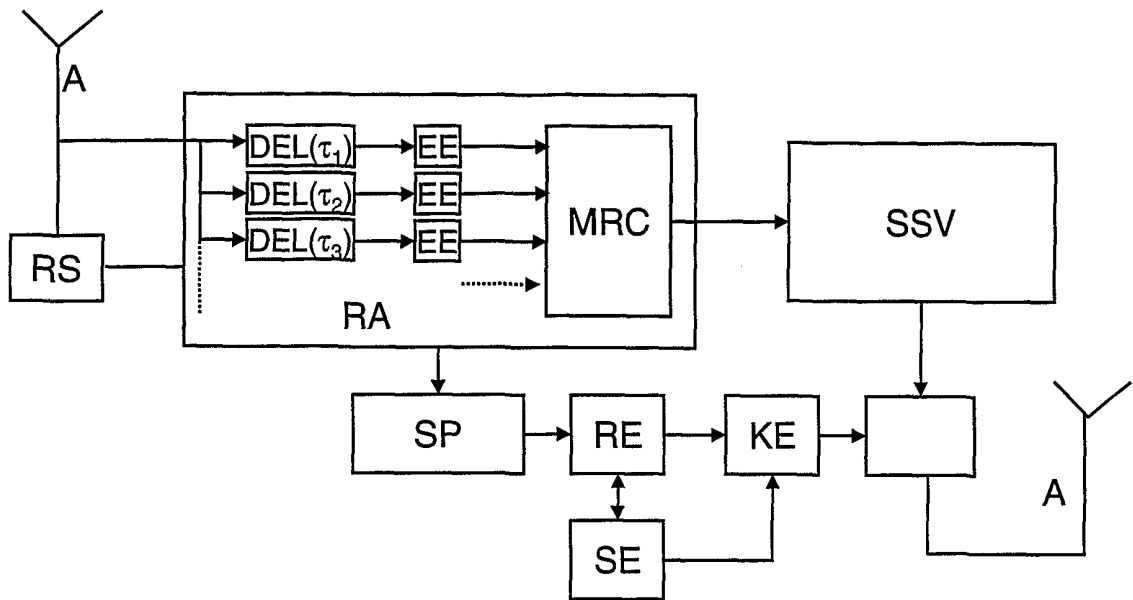 A
DEL(τ₁) EE
DEL(τ₂) EE
DEL(τ₃) EE
MRC
SSV
RS
RA
SP
RE
KE
A
SE